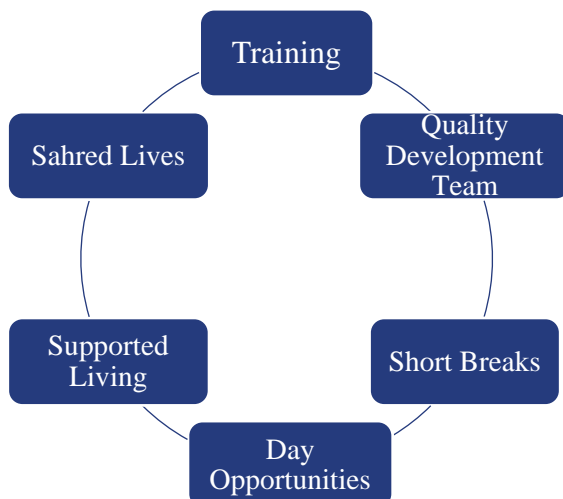 Training
Quality
Development
Team
Short Breaks
Day
Opportunities
Supported
Living
Sahred Lives